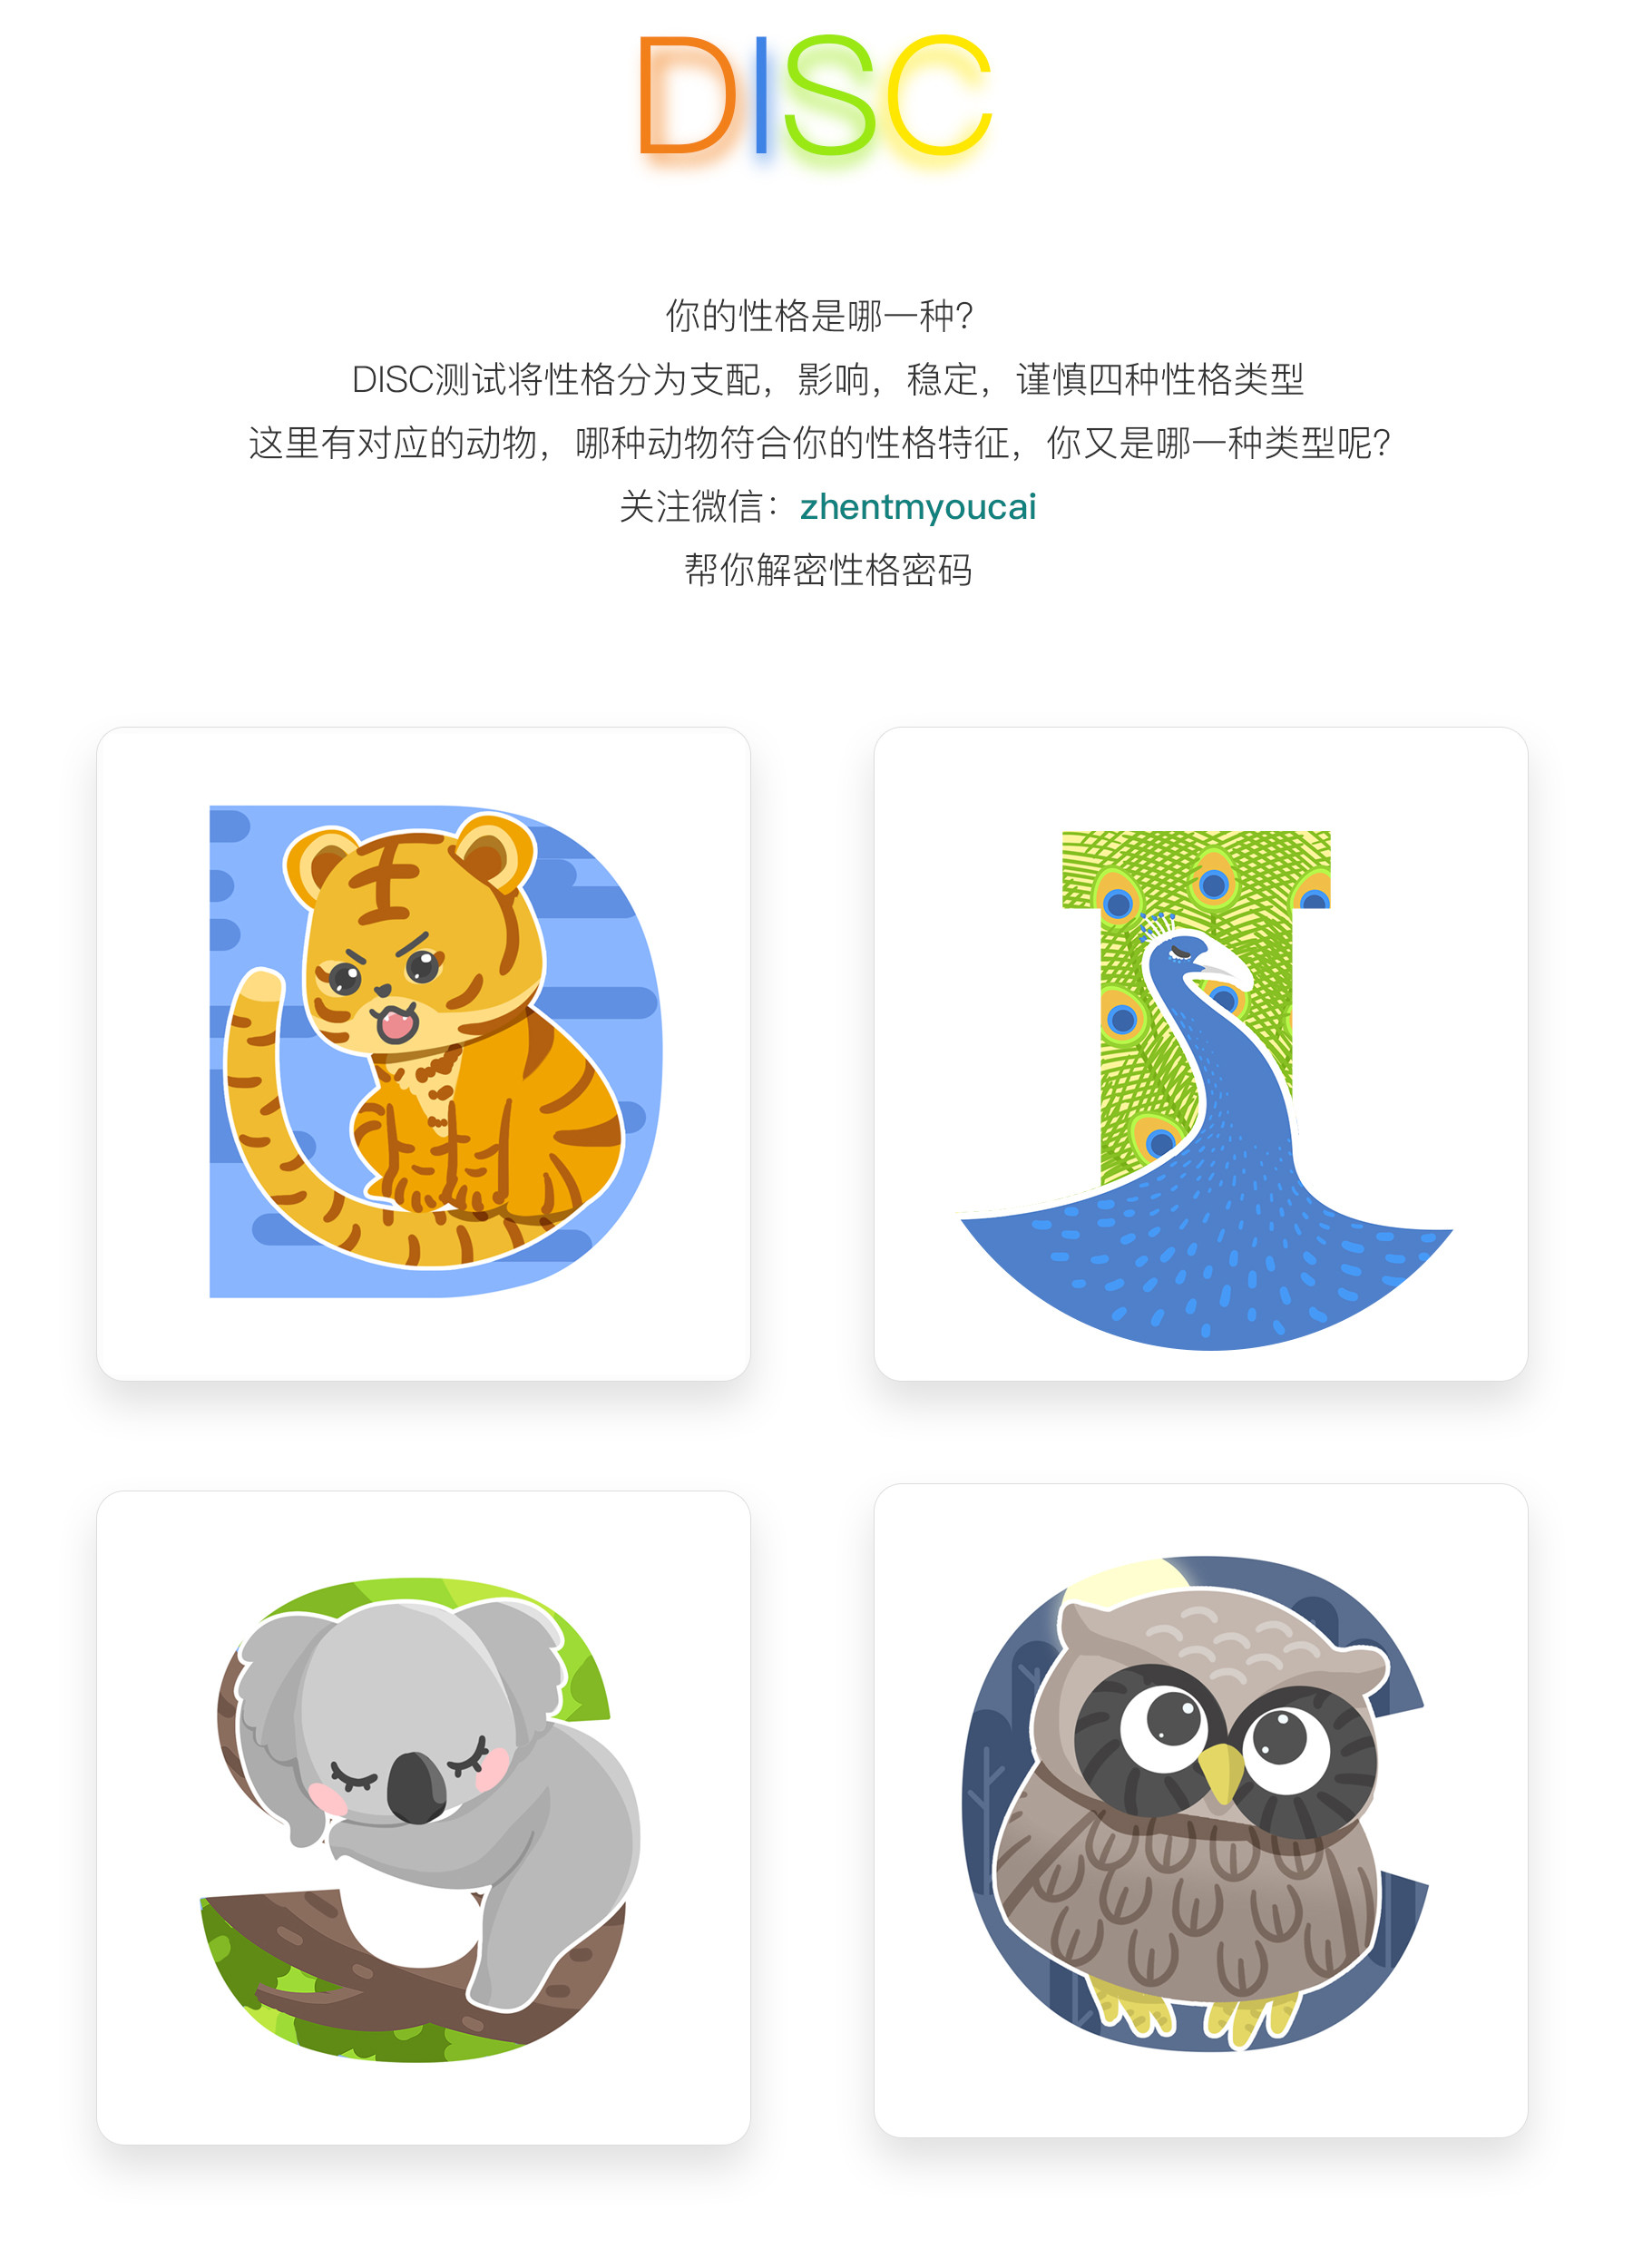 DISC
你的性格是哪一种?
DISC测试将性格分为支配，影响，稳定，谨慎四种性格类型
这里有对应的动物，哪种动物符合你的性格特征，你又是哪一种类型呢?
关注微信：zhentmyoucai
帮你解密性格密码
D
I
S
C